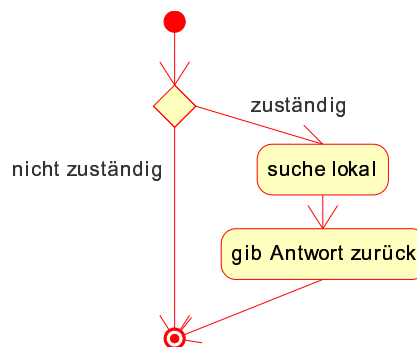 zuständig
nicht zuständig
suche lokal
gib Antwort zurück